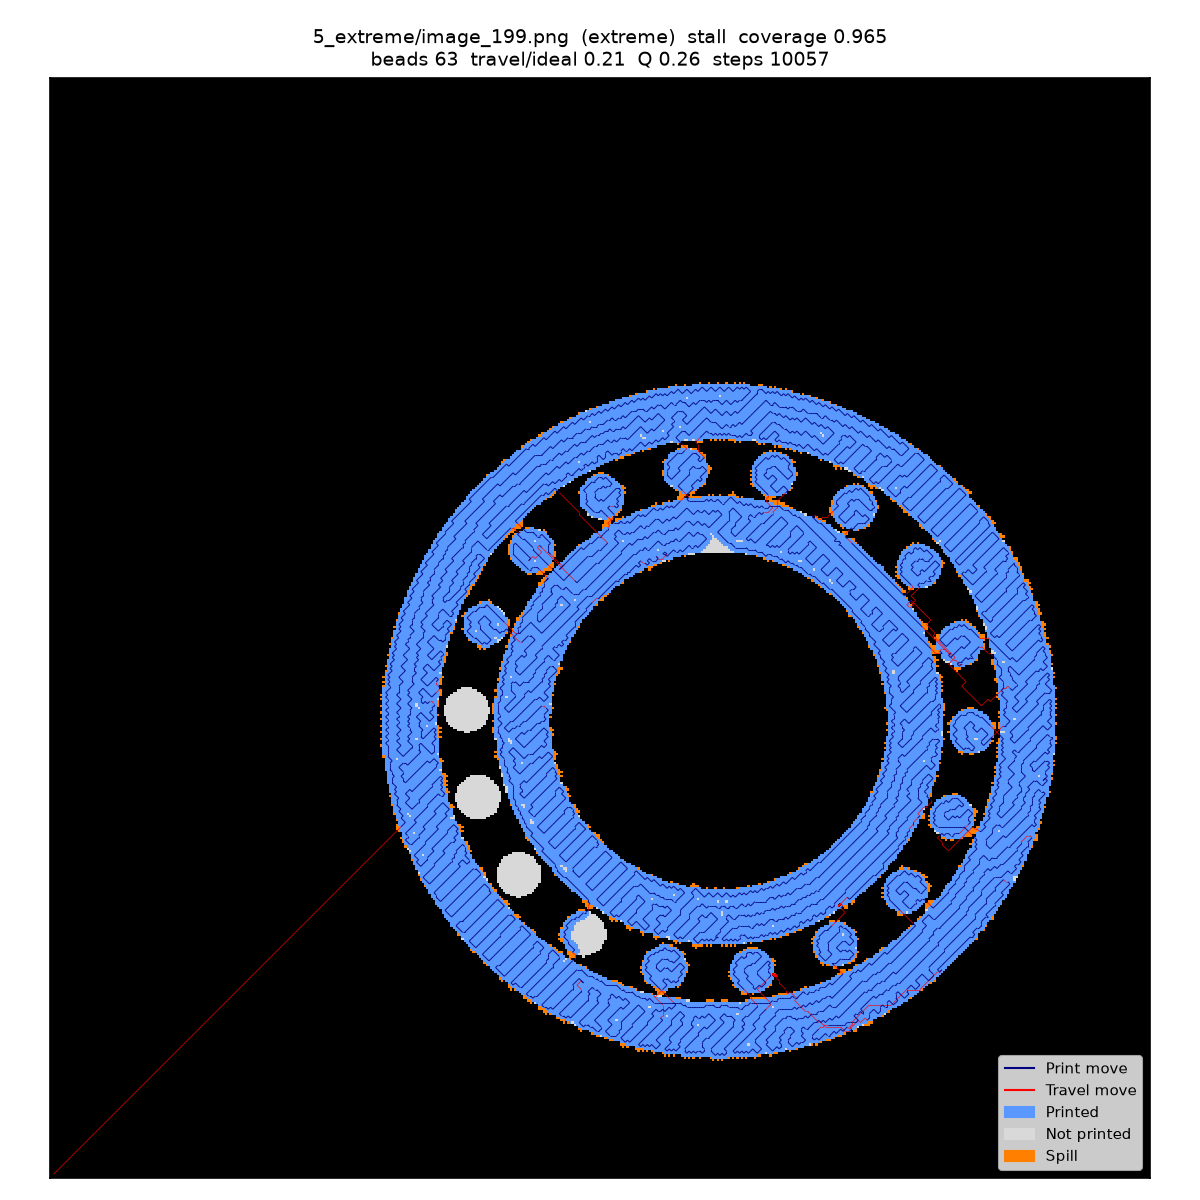 5_extreme/image_199.png  (extreme)  stall  coverage 0.965
beads 63  travel/ideal 0.21  Q 0.26  steps 10057
Print move
Travel move
Printed
Not printed
Spill